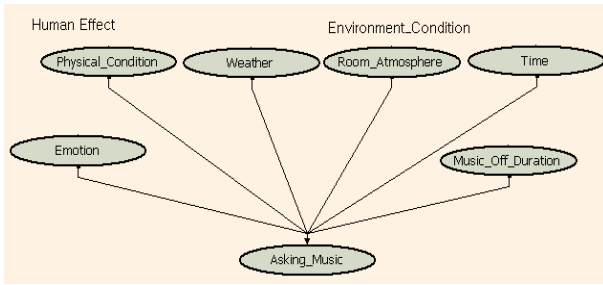 Human Effect
Environment_Condition
Physical_Condition
Weather
Room_Atmosphere
Time
Emotion
Music_Off_Duration
Asking_Music